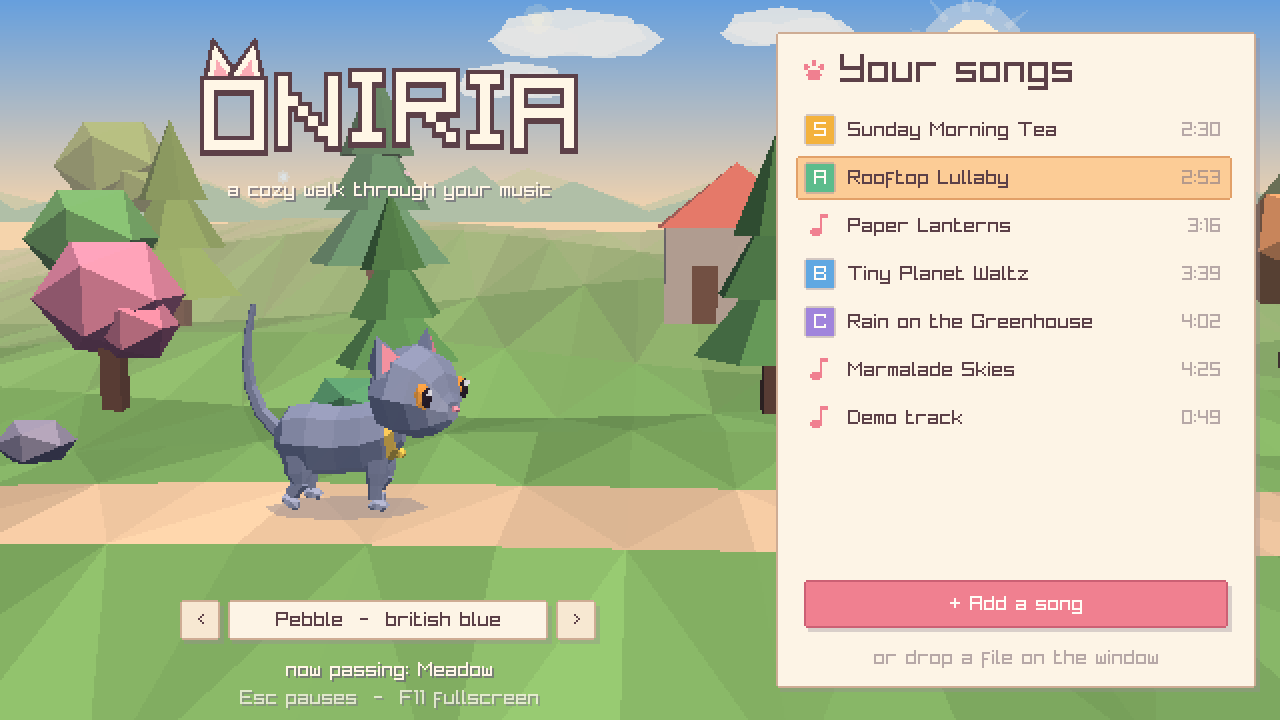 ONIRIA
a cozy walk through your music
Your songs
S Sunday Morning Tea 2:30
A Rooftop Lullaby 2:53
Paper Lanterns 3:16
B Tiny Planet Waltz 3:39
C Rain on the Greenhouse 4:02
Marmalade Skies 4:25
Demo track 0:49
+ Add a song
or drop a file on the window
< Pebble - british blue >
now passing: Meadow
Esc pauses - F11 fullscreen